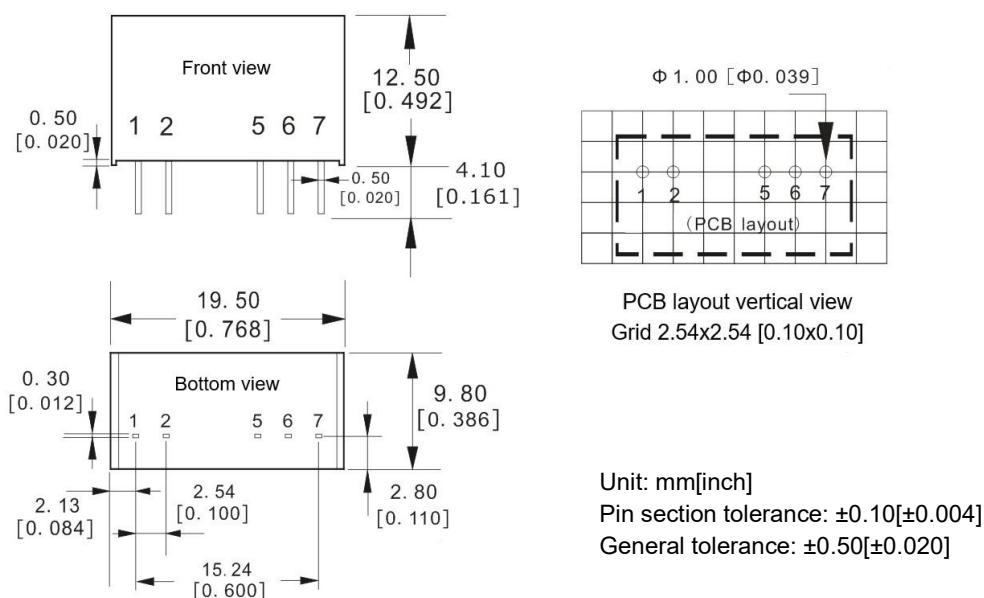 Front view
1 2 5 6 7
0.50
[0.020]
12.50
[0.492]
0.50
[0.020]
4.10
[0.161]
Φ1.00 [Φ0.039]
1 2 5 6 7
(PCB layout)
PCB layout vertical view
Grid 2.54x2.54 [0.10x0.10]
19.50
[0.768]
Bottom view
1 2 5 6 7
0.30
[0.012]
9.80
[0.386]
2.13
[0.084]
2.54
[0.100]
2.80
[0.110]
15.24
[0.600]
Unit: mm[inch]
Pin section tolerance: ±0.10[±0.004]
General tolerance: ±0.50[±0.020]